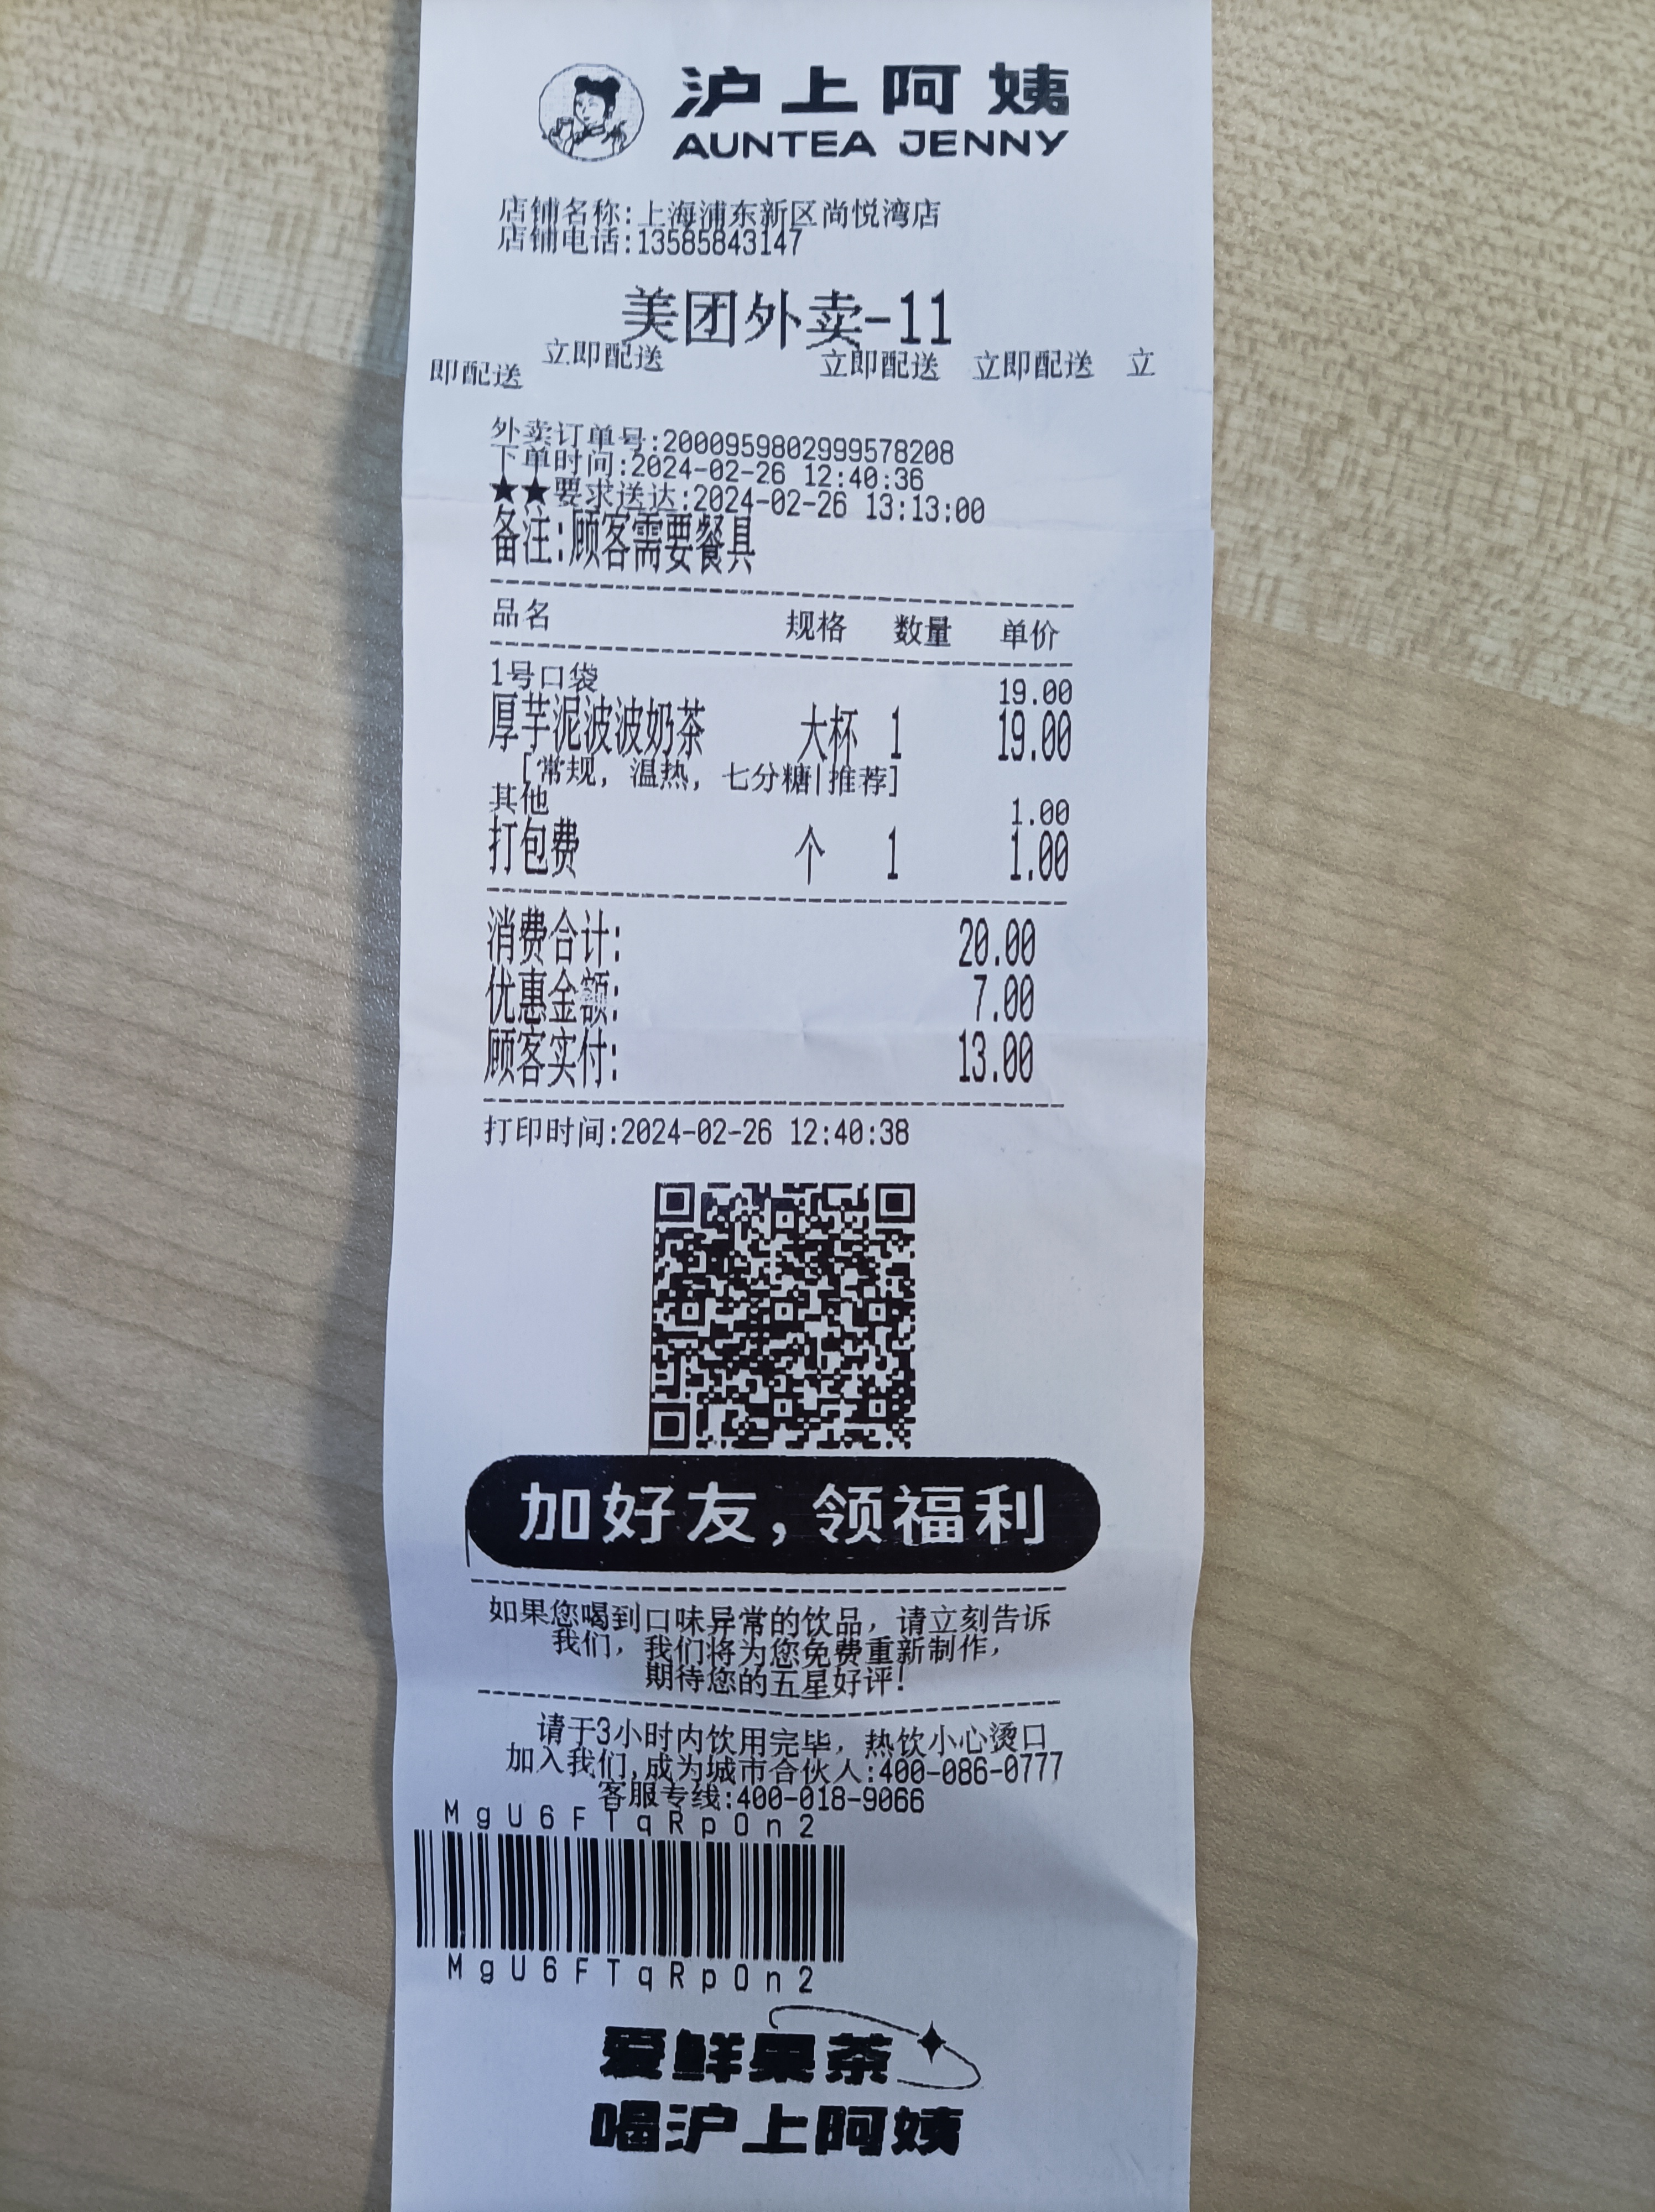 沪上阿姨
AUNTEA JENNY
店铺名称:上海浦东新区尚悦湾店
店铺电话:13585843147
美团外卖-11
立即配送 立即配送 立即配送 立
即配送
外卖订单号:2000959802999578208
下单时间:2024-02-26 12:40:36
★★要求送达:2024-02-26 13:13:00
备注:顾客需要餐具
品名 规格 数量 单价
1号口袋 19.00
厚芋泥波波奶茶 大杯 1 19.00
[常规, 温热, 七分糖|推荐]
其他 1.00
打包费 个 1 1.00
消费合计: 20.00
优惠金额: 7.00
顾客实付: 13.00
打印时间:2024-02-26 12:40:38
加好友,领福利
如果您喝到口味异常的饮品, 请立刻告诉
我们, 我们将为您免费重新制作,
期待您的五星好评!
请于3小时内饮用完毕, 热饮小心烫口
加入我们,成为城市合伙人:400-086-0777
客服专线:400-018-9066
MgU6FTqRpOn2
MgU6FTqRpOn2
爱鲜果茶
喝沪上阿姨